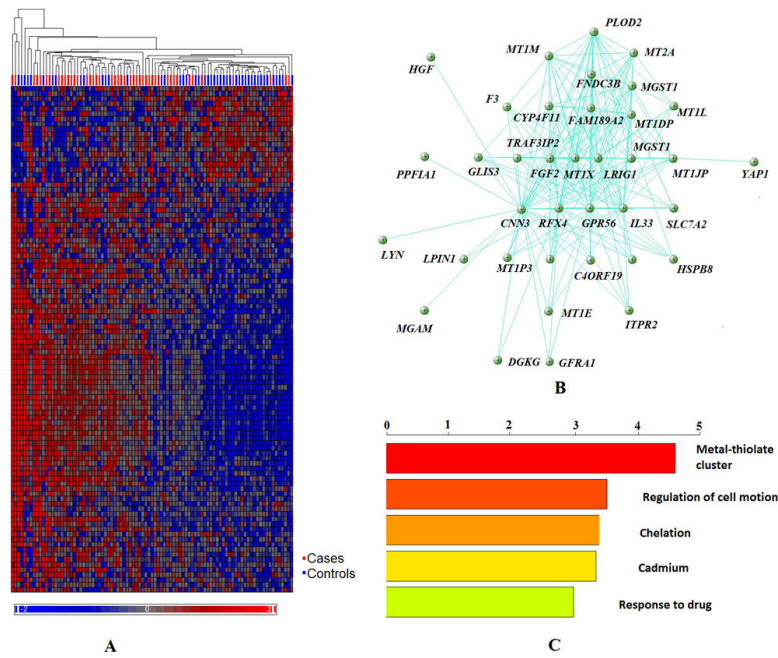 PLOD2
MT1M
MT2A
HGF
FNDC3B
MGST1
F3
CYP4F11
FAM189A2
MT1DP
MT1L
TRAF3IP2
MGST1
PPFIA1
GLIS3
FGF2
MT1X
LRIG1
MT1JP
YAP1
CNN3
RFX4
GPR56
IL33
SLC7A2
LYN
LPIN1
MT1P3
C4ORF19
HSPB8
MGAM
MT1E
ITPR2
DGKG
GFRA1
B
0 1 2 3 4 5
Metal-thiolate
cluster
Regulation of cell motion
Chelation
Cadmium
Response to drug
C
Cases
Controls
-2 0 2
A